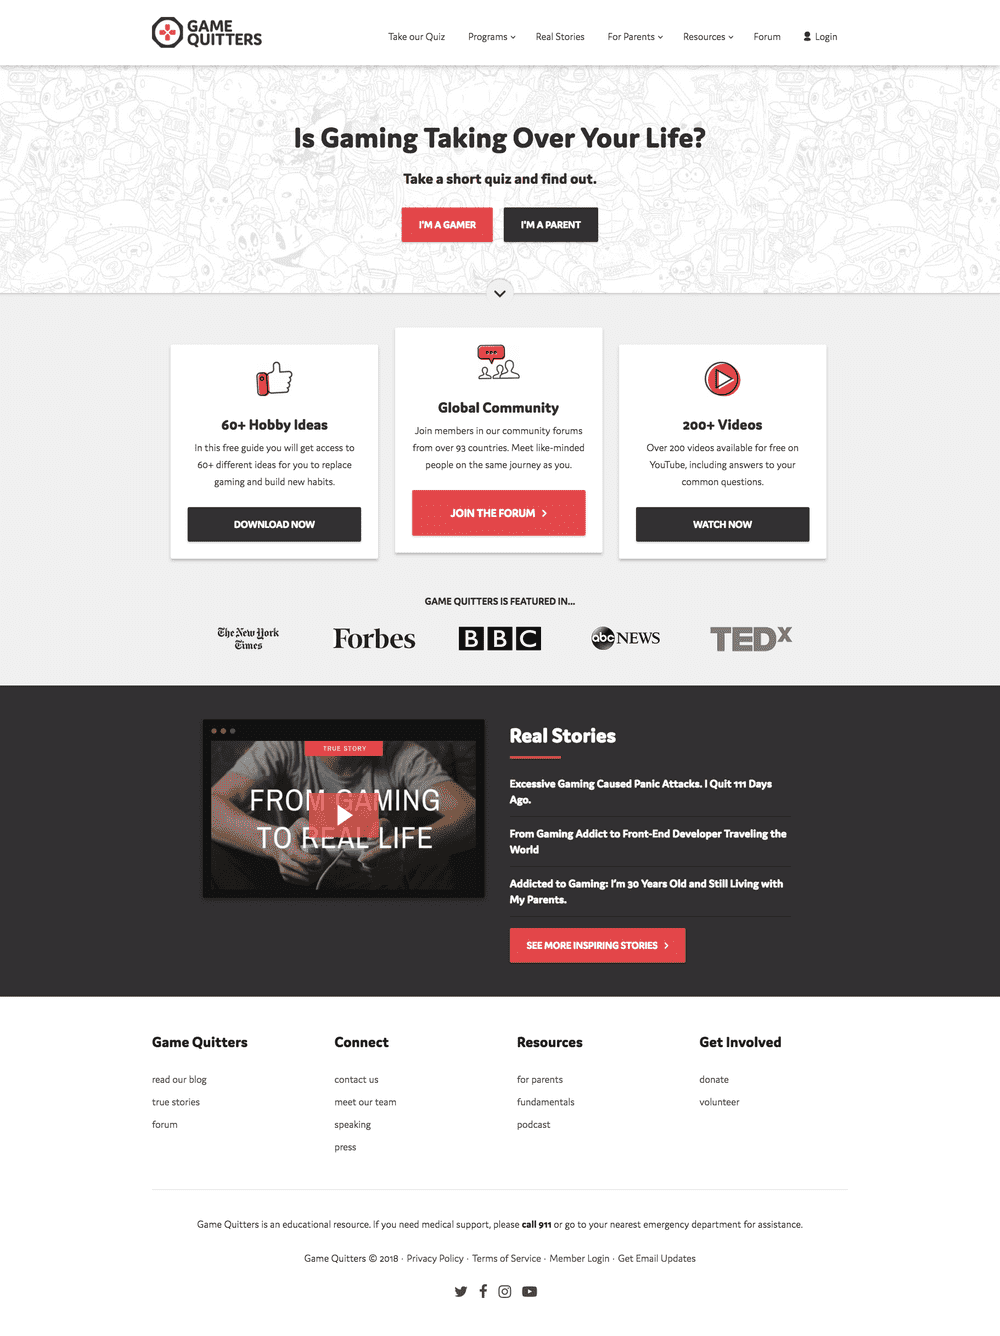 GAME
QUITTERS
Take our Quiz
Programs
Real Stories
For Parents
Resources
Forum
Login
Is Gaming Taking Over Your Life?
Take a short quiz and find out.
I'M A GAMER
I'M A PARENT
60+ Hobby Ideas
In this free guide you will get access to
60+ different ideas for you to replace
gaming and build new habits.
DOWNLOAD NOW
Global Community
Join members in our community forums
from over 93 countries. Meet like-minded
people on the same journey as you.
JOIN THE FORUM
200+ Videos
Over 200 videos available for free on
YouTube, including answers to your
common questions.
WATCH NOW
GAME QUITTERS IS FEATURED IN...
The New York
Times
Forbes
BBC
abc NEWS
TEDx
TRUE STORY
FROM GAMING
TO REAL LIFE
Real Stories
Excessive Gaming Caused Panic Attacks. I Quit 111 Days
Ago.
From Gaming Addict to Front-End Developer Traveling the
World
Addicted to Gaming: I'm 30 Years Old and Still Living with
My Parents.
SEE MORE INSPIRING STORIES
Game Quitters
read our blog
true stories
forum
Connect
contact us
meet our team
speaking
press
Resources
for parents
fundamentals
podcast
Get Involved
donate
volunteer
Game Quitters is an educational resource. If you need medical support, please call 911 or go to your nearest emergency department for assistance.
Game Quitters © 2018 · Privacy Policy · Terms of Service · Member Login · Get Email Updates